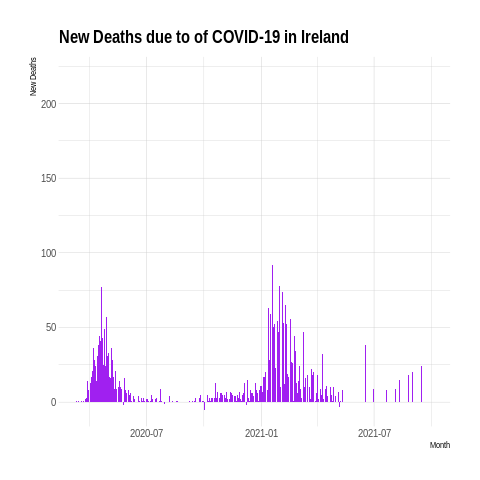 New Deaths due to of COVID-19 in Ireland
New Deaths
200
150
100
50
0
2020-07
2021-01
2021-07
Month